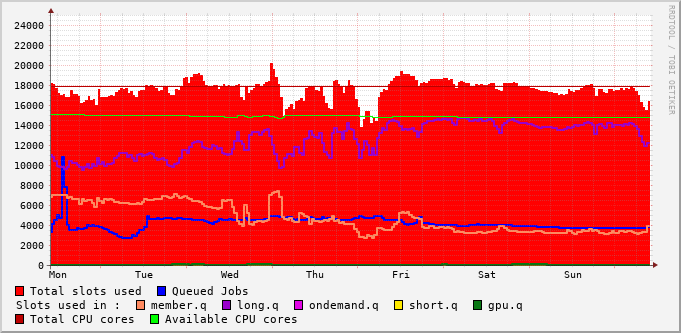 RRDTOOL / TOBI OETIKER
24000
22000
20000
18000
16000
14000
12000
10000
8000
6000
4000
2000
0
Mon Tue Wed Thu Fri Sat Sun
Total slots used Queued Jobs
Slots used in : member.q long.q ondemand.q short.q gpu.q
Total CPU cores Available CPU cores